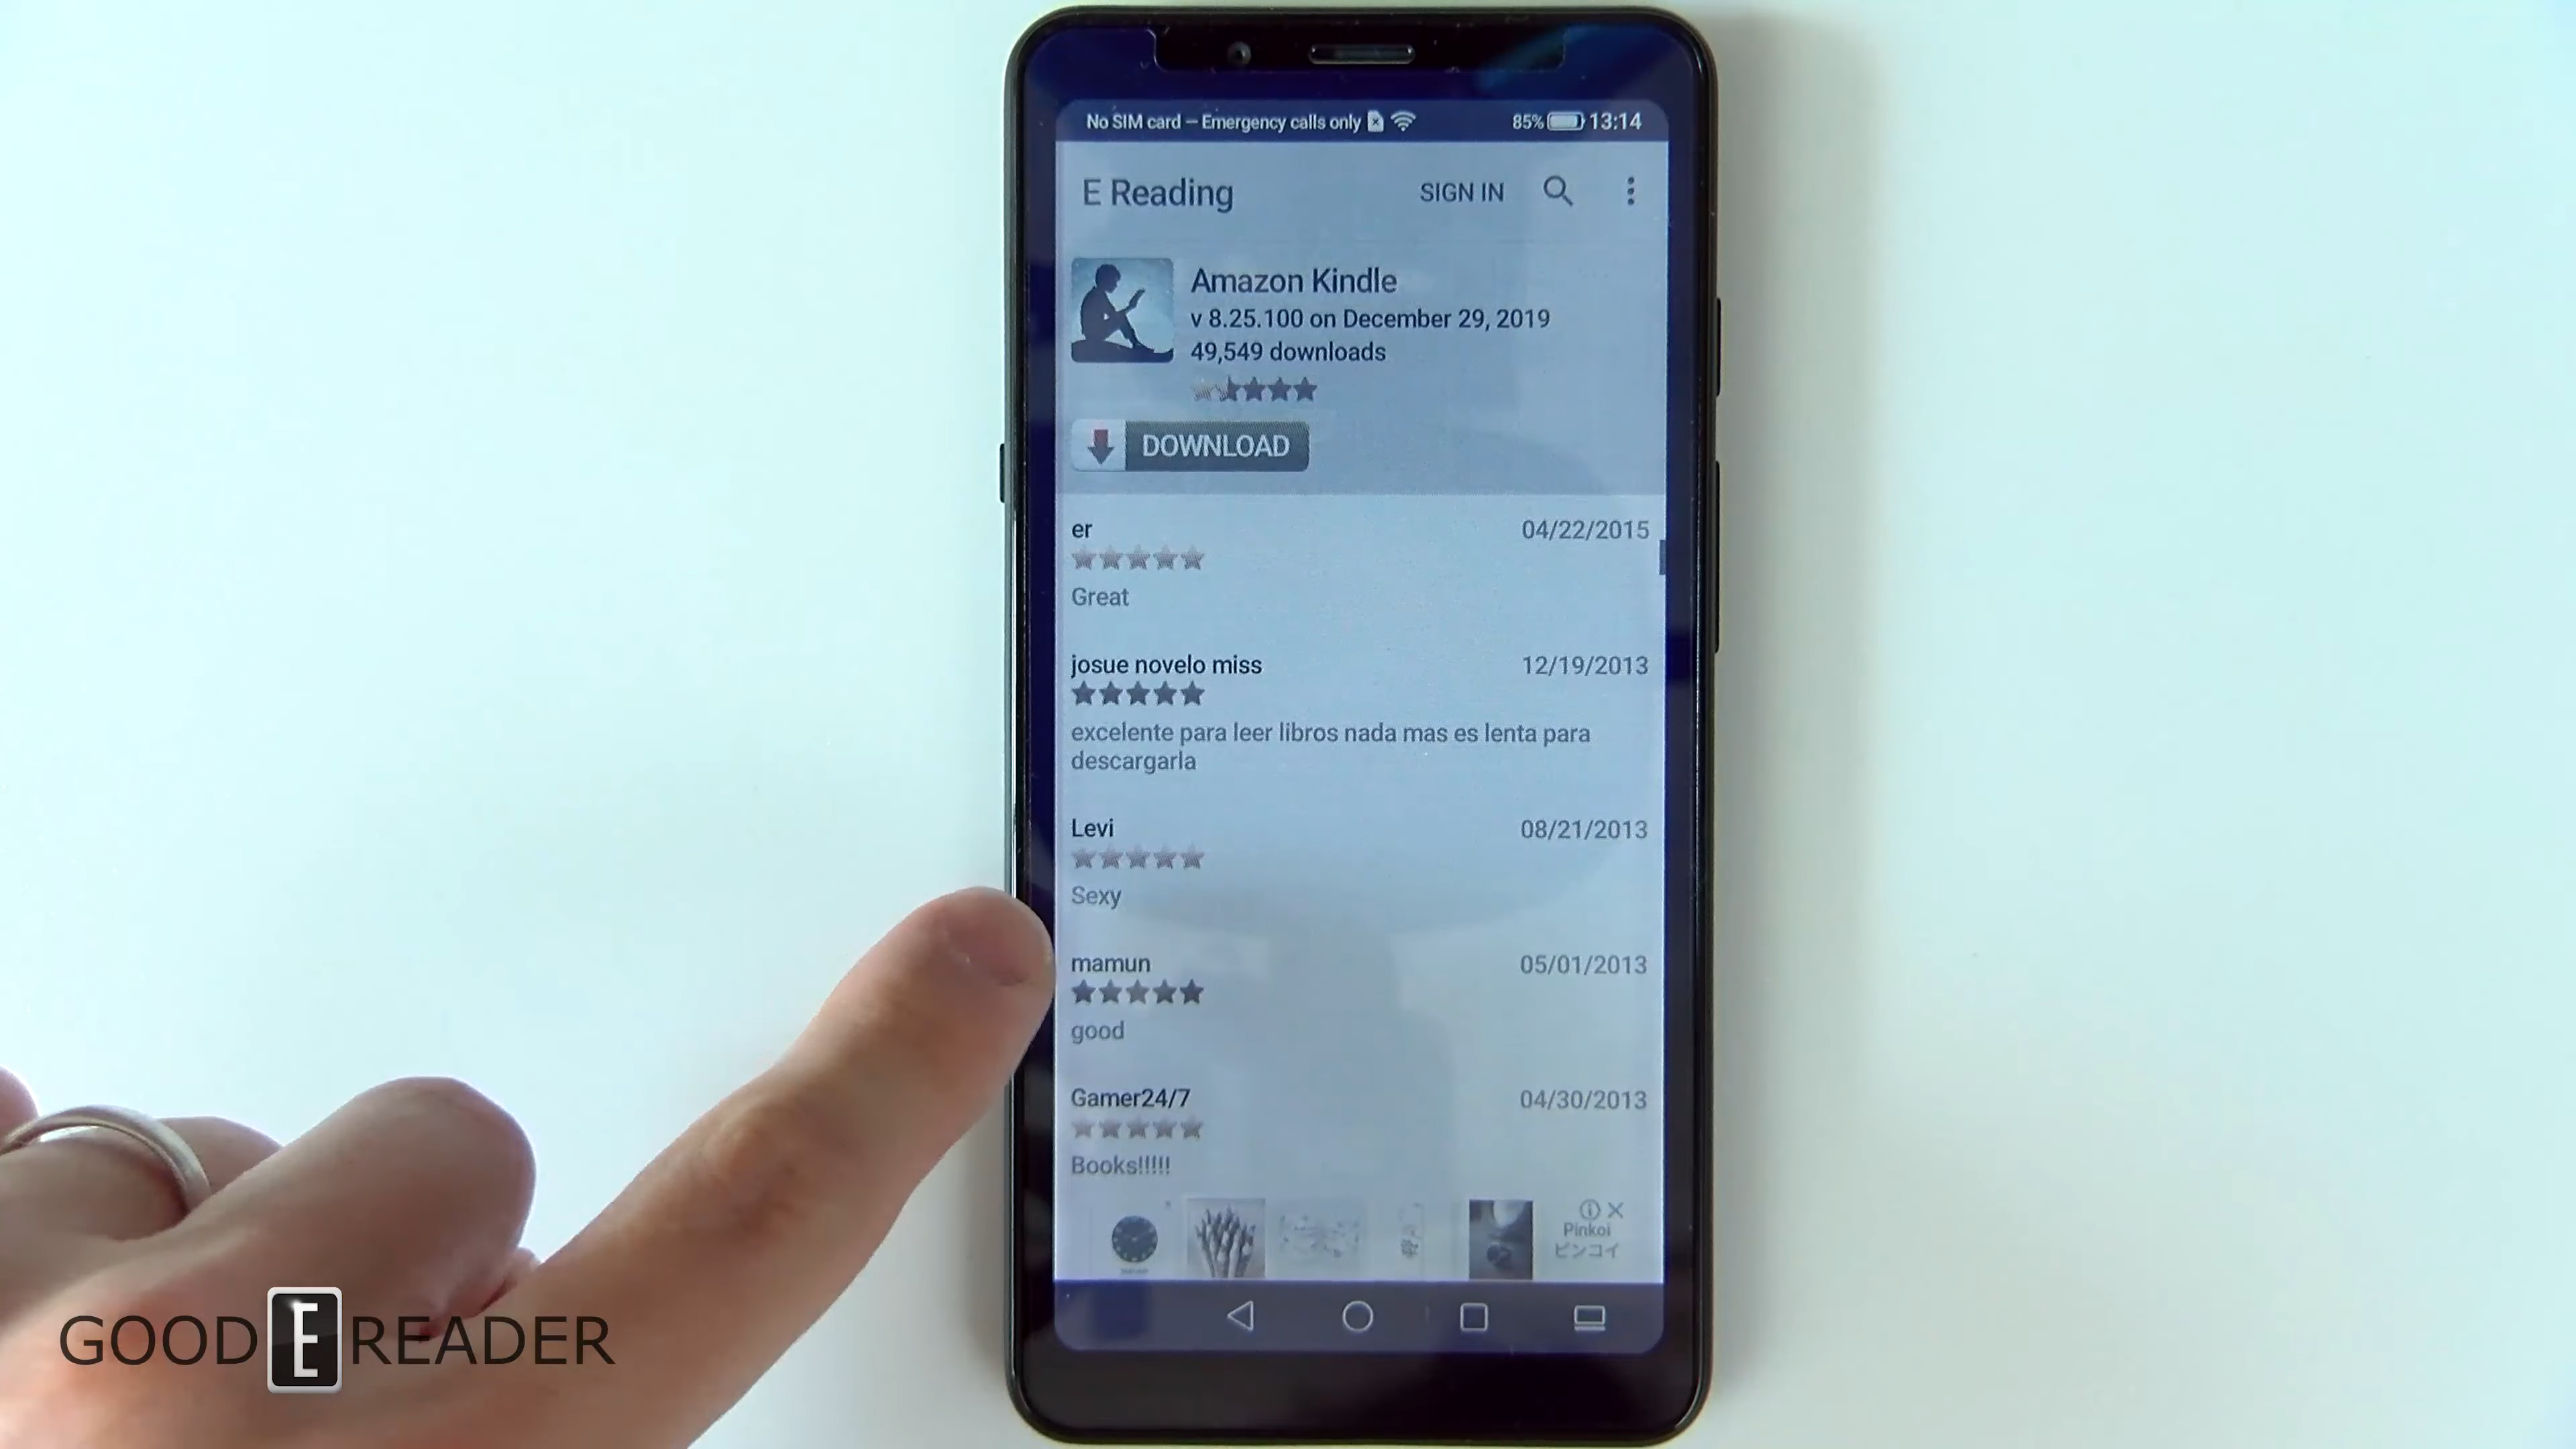 No SIM card – Emergency calls only
85% 13:14
E Reading
SIGN IN
Amazon Kindle
v 8.25.100 on December 29, 2019
49,549 downloads
DOWNLOAD
er
04/22/2015
Great
josue novelo miss
12/19/2013
excelente para leer libros nada mas es lenta para
descargarla
Levi
08/21/2013
Sexy
mamun
05/01/2013
good
Gamer24/7
04/30/2013
Books!!!!!
Pinkoi
ピンコイ
GOOD E READER